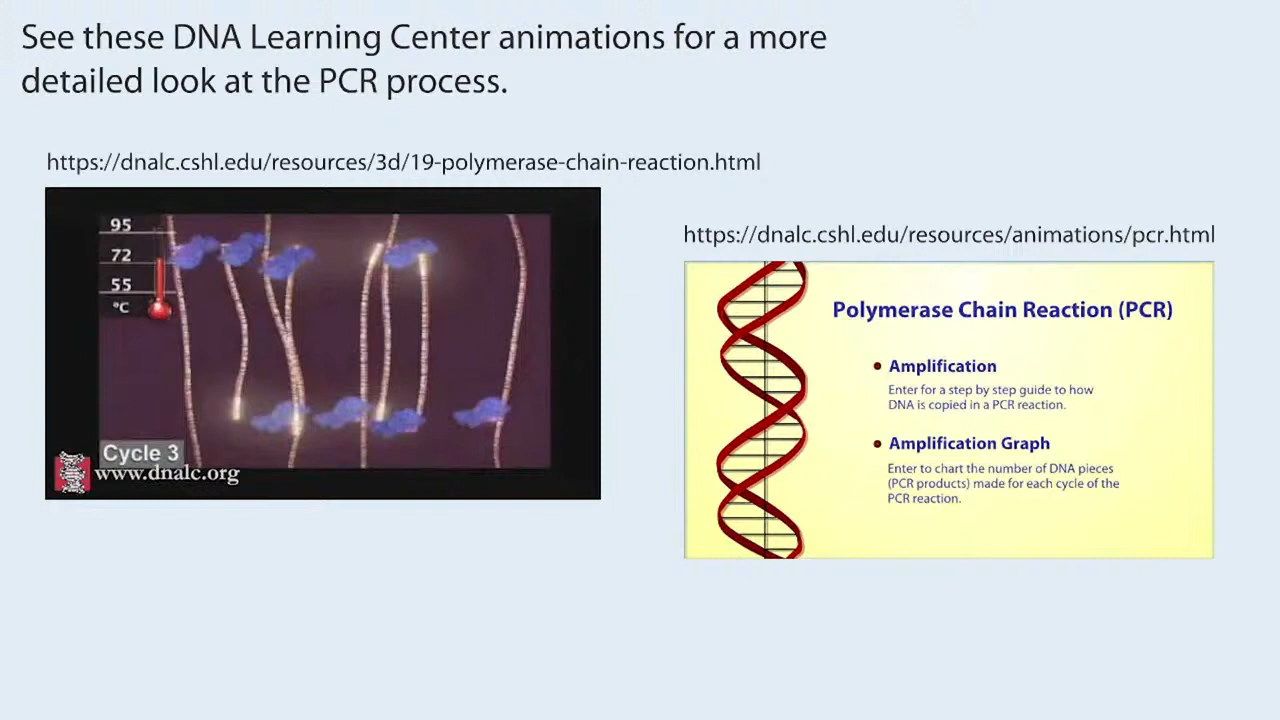 See these DNA Learning Center animations for a more
detailed look at the PCR process.
https://dnalc.cshl.edu/resources/3d/19-polymerase-chain-reaction.html
95
72
55
°C
Cycle 3
www.dnalc.org
https://dnalc.cshl.edu/resources/animations/pcr.html
Polymerase Chain Reaction (PCR)
• Amplification
Enter for a step by step guide to how
DNA is copied in a PCR reaction.
• Amplification Graph
Enter to chart the number of DNA pieces
(PCR products) made for each cycle of the
PCR reaction.